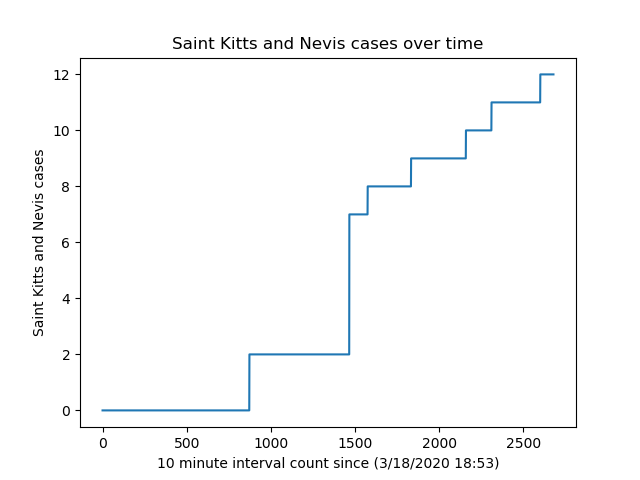 Saint Kitts and Nevis cases over time
Saint Kitts and Nevis cases
12
10
8
6
4
2
0
0 500 1000 1500 2000 2500
10 minute interval count since (3/18/2020 18:53)